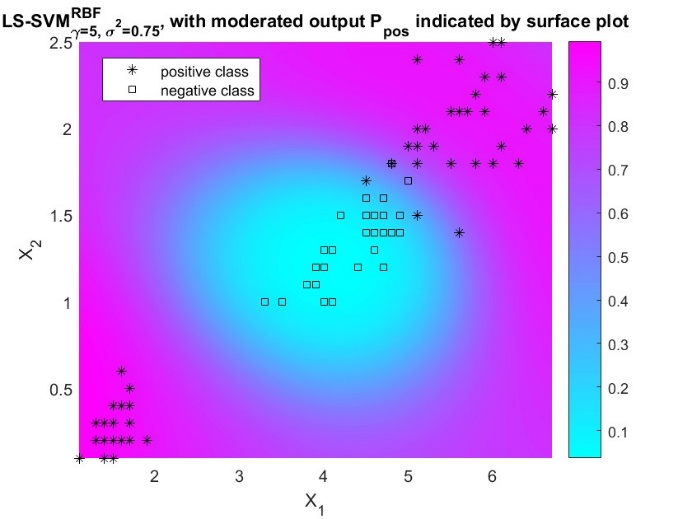 LS-SVM^RBF_γ=5, σ²=0.75, with moderated output P_pos indicated by surface plot
2.5
positive class
negative class
2
1.5
1
0.5
X_2
2 3 4 5 6
X_1
0.9
0.8
0.7
0.6
0.5
0.4
0.3
0.2
0.1